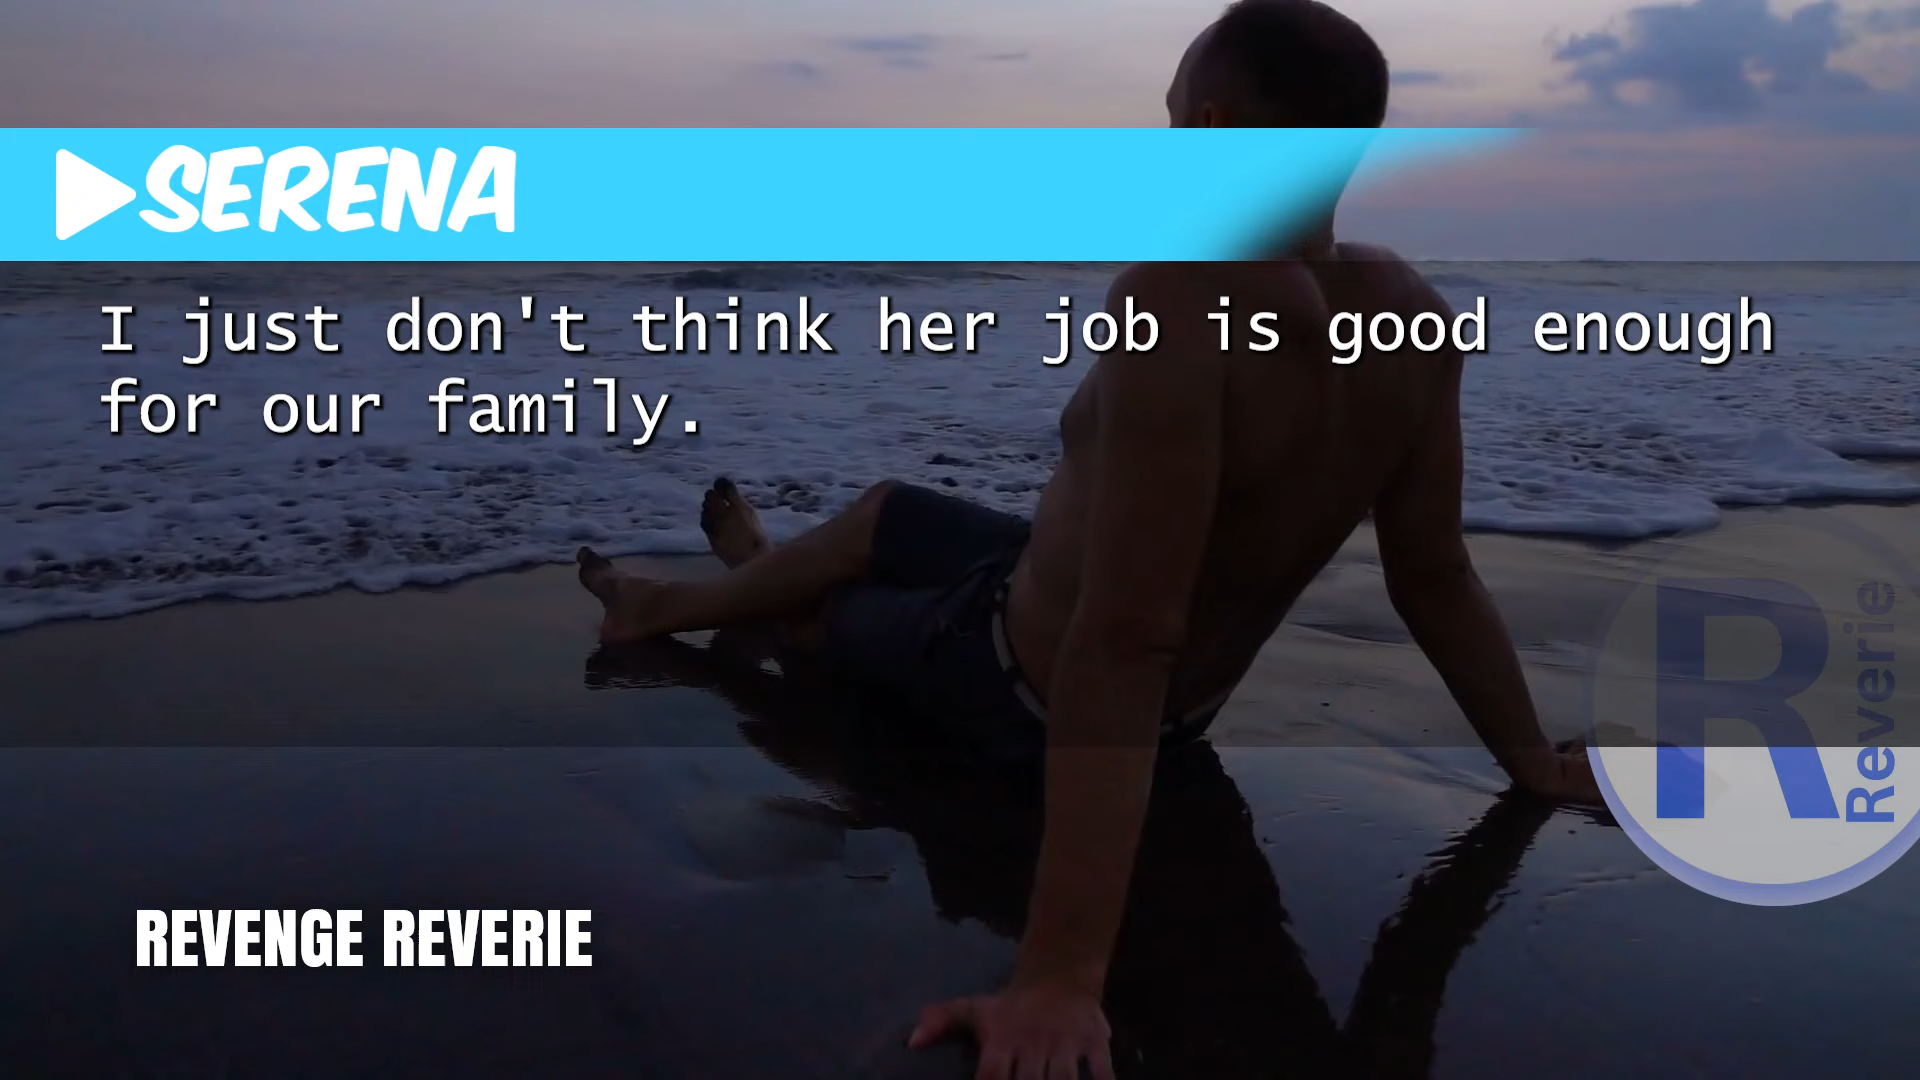 SERENA
I just don't think her job is good enough
for our family.
R
Reverie
REVENGE REVERIE